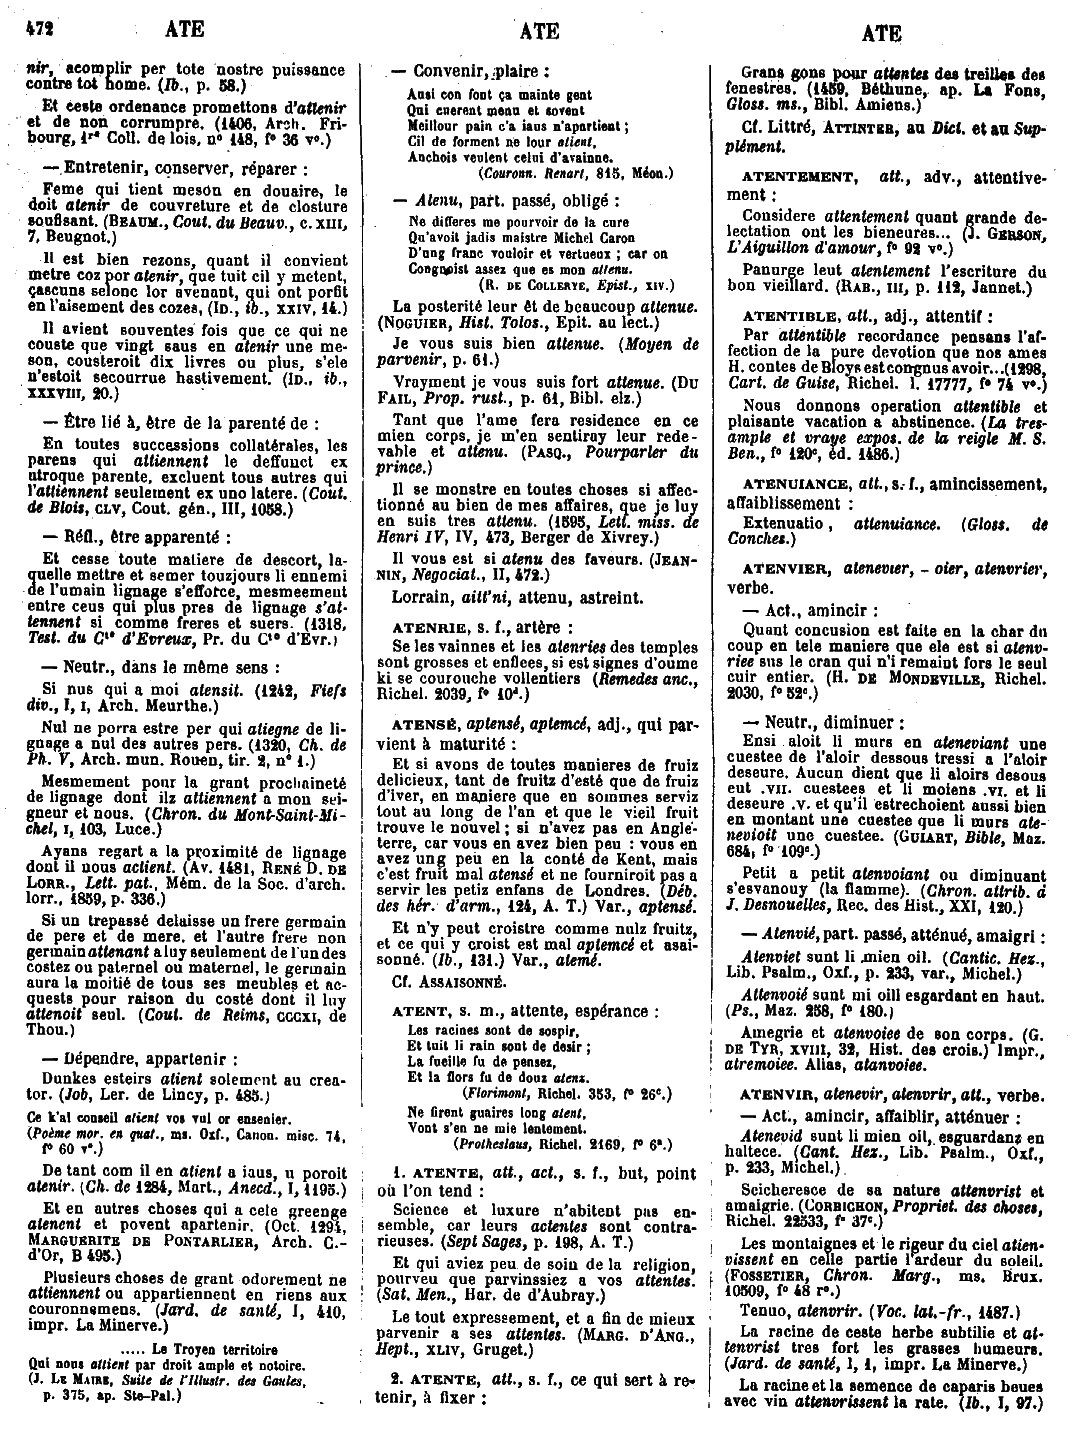 472 ATE ATE ATE
nir, acomplir per tote nostre puissance
contre tot home. (Ib., p. 58.)
Et ceste ordenance promettons d'attenir
et de non corrumpre. (1406, Arch. Fri-
bourg, 1re Coll. de lois, n° 148, f° 36 v°.)
— Entretenir, conserver, réparer :
Feme qui tient meson en douaire, le
doit atenir de couvreture et de closture
soufisant. (BEAUM., Cout. du Beauv., c. XIII,
7, Beugnot.)
Il est bien rezons, quant il convient
metre coz por atenir, que tuit cil y metent,
çascuns selonc lor avenant, qui ont porfit
en l'aisement des cozes, (ID., ib., XXIV, 14.)
Il avient souventes fois que ce qui ne
couste que vingt saus en atenir une me-
son, cousteroit dix livres ou plus, s'ele
n'estoit secourrue hastivement. (ID., ib.,
XXXVIII, 20.)
— Être lié à, être de la parenté de :
En toutes successions collatérales, les
parens qui attiennent le deffunct ex
utroque parente, excluent tous autres qui
l'attiennent seulement ex uno latere. (Cout.
de Blois, CLV, Cout. gén., III, 1058.)
— Réfl., être apparenté :
Et cesse toute matiere de descort, la-
quelle mettre et semer touzjours li ennemi
de l'umain lignage s'efforce, mesmeement
entre ceus qui plus pres de lignage s'at-
tennent si comme freres et suers. (1318,
Test. du Cte d'Evreux, Pr. du Cte d'Evr.)
— Neutr., dans le même sens :
Si nus qui a moi atensit. (1242, Fiefs
div., I, I, Arch. Meurthe.)
Nul ne porra estre per qui atiegne de li-
gnage a nul des autres pers. (1320, Ch. de
Ph. V, Arch. mun. Rouen, tir. 2, n° 1.)
Mesmement pour la grant prochaineté
de lignage dont ilz attiennent a mon sei-
gneur et nous. (Chron. du Mont-Saint-Mi-
chel, I, 103, Luce.)
Ayans regart a la proximité de lignage
dont il nous actient. (Av. 1481, RENÉ D. DE
LORR., Lett. pat., Mém. de la Soc. d'arch.
lorr., 1859, p. 336.)
Si un trepassé delaisse un frere germain
de pere et de mere, et l'autre frere non
germain attenant a luy seulement de l'un des
costez ou paternel ou maternel, le germain
aura la moitié de tous ses meubles et ac-
quests pour raison du costé dont il luy
attenoit seul. (Cout. de Reims, CCCXI, de
Thou.)
— Dépendre, appartenir :
Dunkes esteirs atient solement au crea-
tor. (Job, Ler. de Lincy, p. 485.)
Ce k'al conseil atient vos vul or ensenier.
(Poème mor. en quat., ms. Oxf., Canon. misc. 74,
f° 60 v°.)
De tant com il en atient a iaus, u poroit
atenir. (Ch. de 1284, Mart., Anecd., I, 1195.)
Et en autres choses qui a cele greenge
atenent et povent apartenir. (Oct. 1294,
MARGUERITE DE PONTARLIER, Arch. C.-
d'Or, B 495.)
Plusieurs choses de grant odorement ne
attiennent ou appartiennent en riens aux
couronnemens. (Jard. de santé, I, 410,
impr. La Minerve.)
..... Le Troyen territoire
Qui nous attient par droit ample et notoire.
(J. LE MAIRE, Suite de l'Illustr. des Gaules,
p. 375, ap. Ste-Pal.)
— Convenir, plaire :
Ausi con font ça mainte gent
Qui querent menu et sovent
Meillour pain c'a iaus n'apartient ;
Cil de forment ne lour atient,
Anchois veulent celui d'avainne.
(Couronn. Renart, 815, Méon.)
— Atenu, part. passé, obligé :
Ne differes me pourvoir de la cure
Qu'avoit jadis maistre Michel Caron
D'ung franc vouloir et vertueux ; car on
Congnoist assez que es mon attenu.
(R. DE COLLERYE, Epist., XIV.)
La posterité leur êt de beaucoup attenue.
(NOGUIER, Hist. Tolos., Epit. au lect.)
Je vous suis bien attenue. (Moyen de
parvenir, p. 61.)
Vrayment je vous suis fort attenue. (DU
FAIL, Prop. rust., p. 61, Bibl. elz.)
Tant que l'ame fera residence en ce
mien corps, je m'en sentiray leur rede-
vable et attenu. (PASQ., Pourparler du
prince.)
Il se monstre en toutes choses si affec-
tionné au bien de mes affaires, que je luy
en suis tres attenu. (1595, Lett. miss. de
Henri IV, IV, 473, Berger de Xivrey.)
Il vous est si atenu des faveurs. (JEAN-
NIN, Negociat., II, 472.)
Lorrain, aitt'ni, attenu, astreint.
ATENRIE, s. f., artère :
Se les vainnes et les atenries des temples
sont grosses et enflees, si est signes d'oume
ki se courouche vollentiers (Remedes anc.,
Richel. 2039, f° 10d.)
ATENSÉ, aptensé, aptemcé, adj., qui par-
vient à maturité :
Et si avons de toutes manieres de fruiz
delicieux, tant de fruitz d'esté que de fruiz
d'iver, en maniere que en sommes serviz
tout au long de l'an et que le vieil fruit
trouve le nouvel ; si n'avez pas en Angle-
terre, car vous en avez bien peu : vous en
avez ung peu en la conté de Kent, mais
c'est fruit mal atensé et ne fourniroit pas a
servir les petiz enfans de Londres. (Déb.
des hér. d'arm., 124, A. T.) Var., aptensé.
Et n'y peut croistre comme nulz fruitz,
et ce qui y croist est mal aptemcé et asai-
sonné. (Ib., 131.) Var., atemé.
Cf. ASSAISONNÉ.
ATENT, s. m., attente, espérance :
Les racines sont de sospir,
Et tuit li rain sont de desir ;
La fueille fu de pensez,
Et la flors fu de douz atenz.
(Florimont, Richel. 353, f° 26c.)
Ne firent guaires long atent,
Vont s'en ne mie lentement.
(Protheslaus, Richel. 2169, f° 6a.)
1. ATENTE, att., act., s. f., but, point
où l'on tend :
Science et luxure n'abitent pas en-
semble, car leurs actentes sont contra-
rieuses. (Sept Sages, p. 198, A. T.)
Et qui aviez peu de soin de la religion,
pourveu que parvinssiez a vos attentes.
(Sat. Men., Har. de d'Aubray.)
Le tout expressement, et a fin de mieux
parvenir a ses attentes. (MARG. D'ANG.,
Hept., XLIV, Gruget.)
2. ATENTE, att., s. f., ce qui sert à re-
tenir, à fixer :
Grans gons pour attentes des treilles des
fenestres. (1459, Béthune, ap. LA FONS,
Gloss. ms., Bibl. Amiens.)
Cf. Littré, ATTINTER, au Dict. et au Sup-
plément.
ATENTEMENT, att., adv., attentive-
ment :
Considere attentement quant grande de-
lectation ont les bieneures... (J. GERSON,
L'Aiguillon d'amour, f° 92 v°.)
Panurge leut atentement l'escriture du
bon vieillard. (RAB., III, p. 112, Jannet.)
ATENTIBLE, att., adj., attentif :
Par attentible recordance pensans l'af-
fection de la pure devotion que nos ames
H. contes de Bloys est congnus avoir...(1298,
Cart. de Guise, Richel. l. 17777, f° 74 v°.)
Nous donnons operation attentible et
plaisante vacation a abstinence. (La tres-
ample et vraye expos. de la reigle M. S.
Ben., f° 120c, éd. 1486.)
ATENUIANCE, att., s. f., amincissement,
affaiblissement :
Extenuatio, attenuiance. (Gloss. de
Conches.)
ATENVIER, atenevier, - oier, atenvrier,
verbe.
— Act., amincir :
Quant concusion est faite en la char du
coup en tele maniere que ele est si atenv-
riee sus le cran qui n'i remaint fors le seul
cuir entier. (H. DE MONDEVILLE, Richel.
2030, f° 52c.)
— Neutr., diminuer :
Ensi aloit li murs en ateneviant une
cuestee de l'aloir dessous tressi a l'aloir
deseure. Aucun dient que li aloirs desous
eut .VII. cuestees et li moiens .VI. et li
deseure .V. et qu'il estrechoient aussi bien
en montant une cuestee que li murs ate-
nevioit une cuestee. (GUIART, Bible, Maz.
684, f° 109c.)
Petit a petit atenvoiant ou diminuant
s'esvanouy (la flamme). (Chron. attrib. à
J. Desnouelles, Rec. des Hist., XXI, 120.)
— Atenvié, part. passé, atténué, amaigri :
Atenviet sunt li mien oil. (Cantic. Hez.,
Lib. Psalm., Oxf., p. 233, var., Michel.)
Attenvoié sunt mi oill esgardant en haut.
(Ps., Maz. 258, f° 180.)
Amegrie et atenvoiee de son corps. (G.
DE TYR, XVIII, 32, Hist. des crois.) Impr.,
atremoiee. Alias, atanvoiee.
ATENVIR, atenevir, atenvrir, att., verbe.
— Act., amincir, affaiblir, atténuer :
Atenevid sunt li mien oil, esguardanz en
haltece. (Cant. Hez., Lib. Psalm., Oxf.,
p. 233, Michel.)
Seicheresce de sa nature attenvrist et
amaigrie. (CORBICHON, Propriet. des choses,
Richel. 22533, f° 37c.)
Les montaignes et le rigeur du ciel atien-
vissent en celle partie l'ardeur du soleil.
(FOSSETIER, Chron. Marg., ms. Brux.
10509, f° 48 r°.)
Tenuo, atenvrir. (Voc. lat.-fr., 1487.)
La racine de ceste herbe subtilie et at-
tenvrist tres fort les grasses humeurs.
(Jard. de santé, I, 1, impr. La Minerve.)
La racine et la semence de caparis beues
avec vin attenvrissent la rate. (Ib., I, 97.)